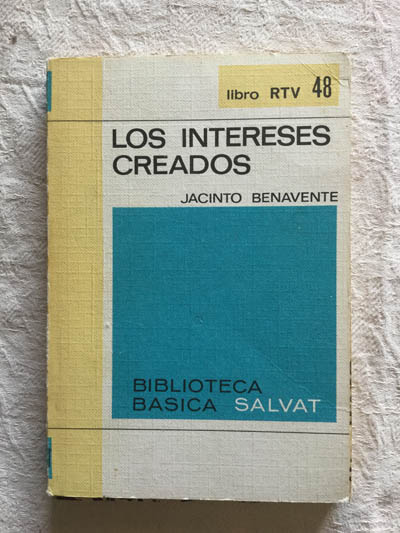 libro RTV 48
LOS INTERESES
CREADOS
JACINTO BENAVENTE
BIBLIOTECA
BASICA SALVAT